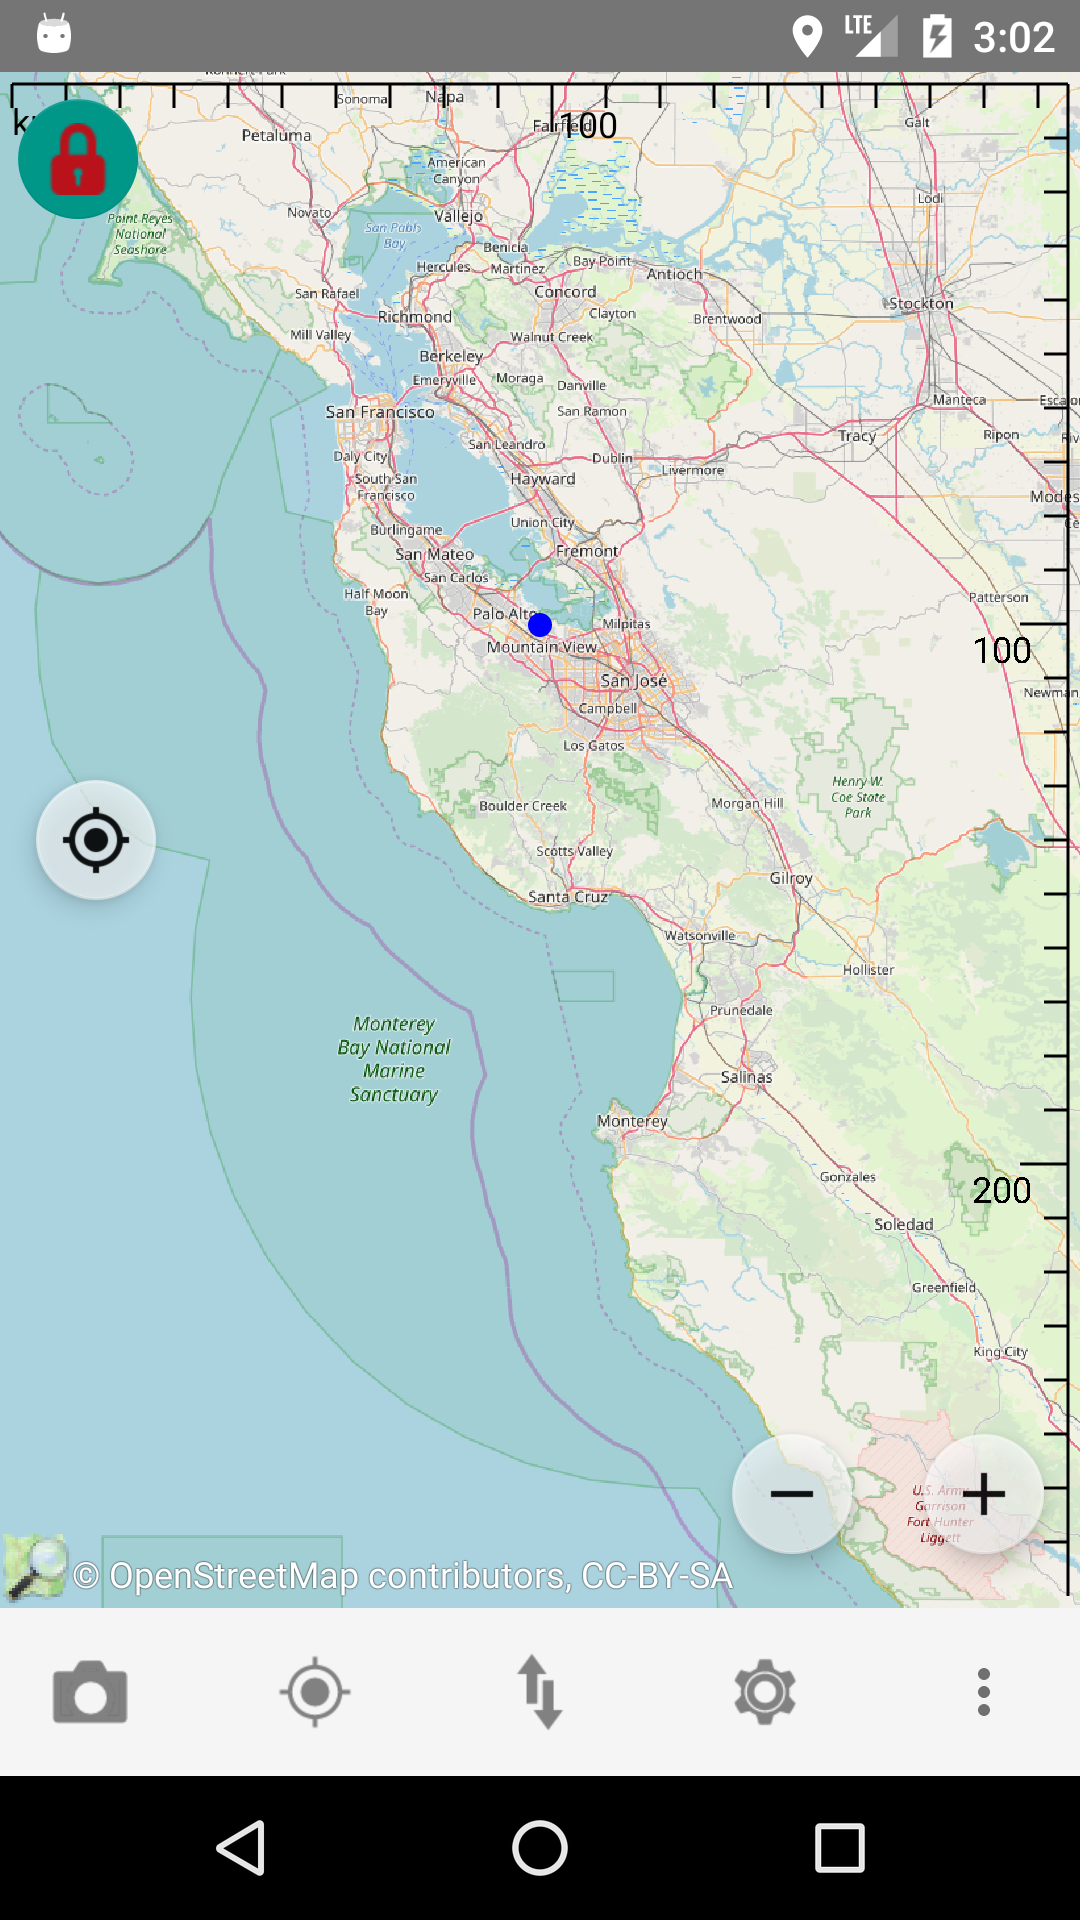 LTE
3:02
Sonoma
Napa
Galt
100
Petaluma
American
Canyon
Lodi
Novato
Vallejo
Point Reyes
National
Seashore
San Pablo
Bay
Benicia
Hercules
Martinez
Bay Point
Antioch
San Rafael
Concord
Stockton
Richmond
Clayton
Brentwood
Mill Valley
Walnut Creek
Berkeley
Emeryville
Moraga
Danville
Manteca
San Francisco
San Ramon
Tracy
Ripon
San Leandro
Daly City
Dublin
Livermore
South San
Francisco
Hayward
Union City
Burlingame
San Mateo
Fremont
San Carlos
Half Moon
Bay
Patterson
Palo Alto
Milpitas
Mountain View
100
San José
Newman
Campbell
Los Gatos
Henry W.
Coe State
Park
Boulder Creek
Morgan Hill
Scotts Valley
Gilroy
Santa Cruz
Watsonville
Hollister
Prunedale
Monterey
Bay National
Marine
Sanctuary
Salinas
Monterey
Gonzales
200
Soledad
Greenfield
King City
U.S. Army
Garrison
Fort Hunter
Liggett
© OpenStreetMap contributors, CC-BY-SA